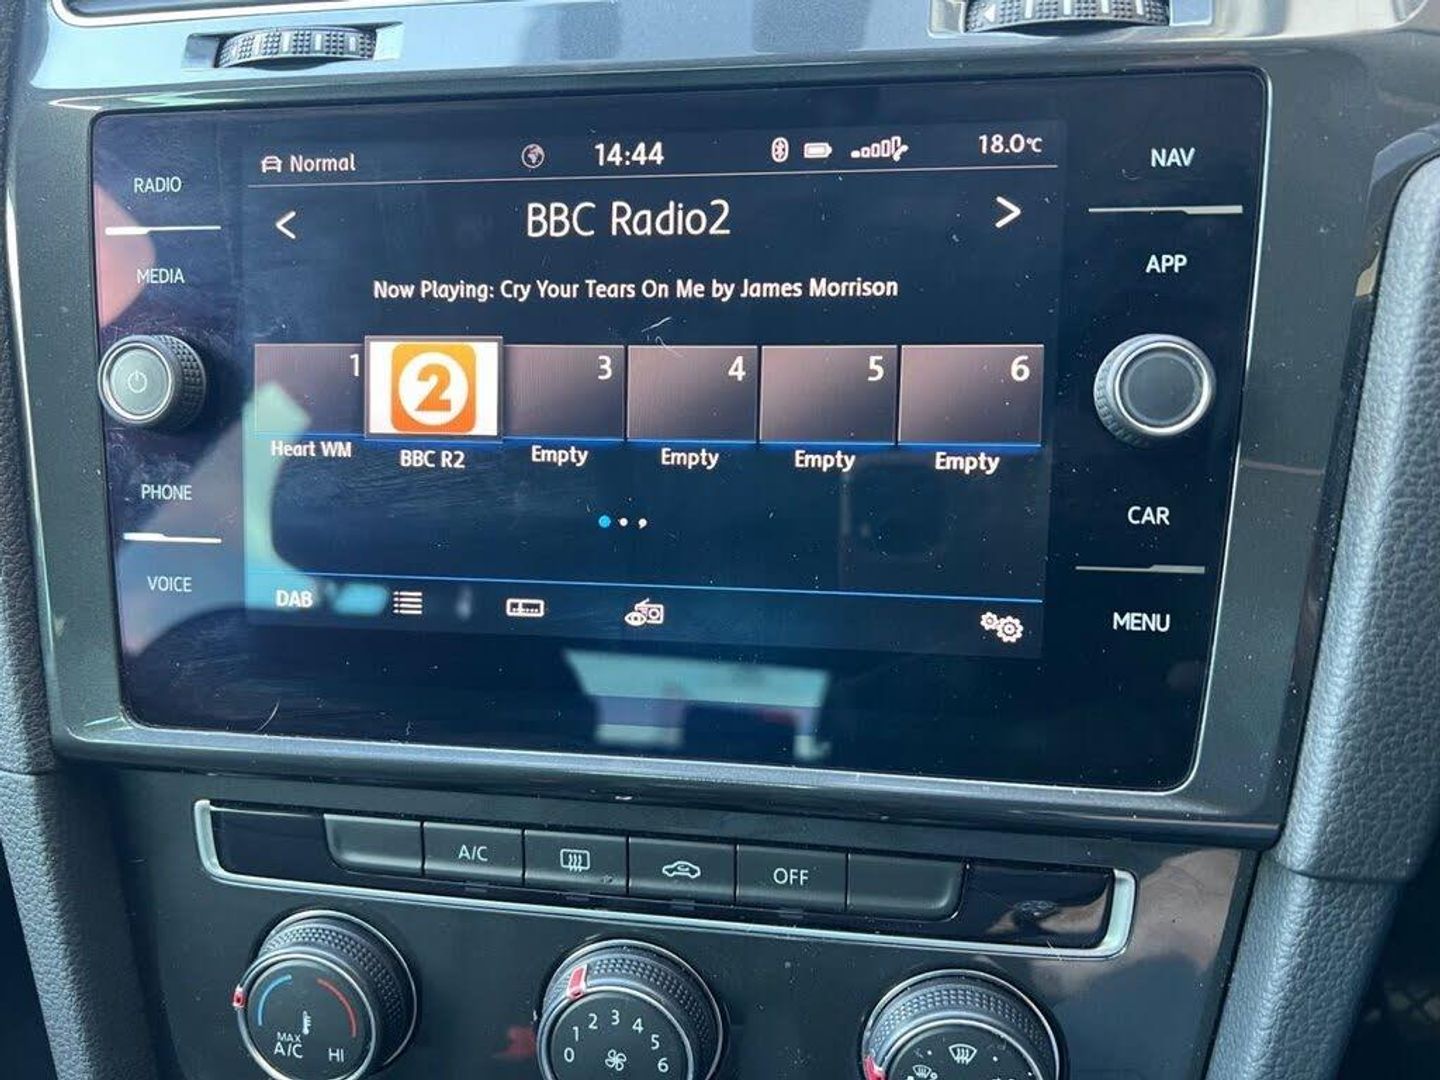 Normal 14:44 18.0°C
RADIO
NAV
BBC Radio2
MEDIA
APP
Now Playing: Cry Your Tears On Me by James Morrison
1 2 3 4 5 6
Heart WM BBC R2 Empty Empty Empty Empty
PHONE
CAR
VOICE
DAB
MENU
A/C OFF
MAX
A/C HI
0 1 2 3 4 5 6